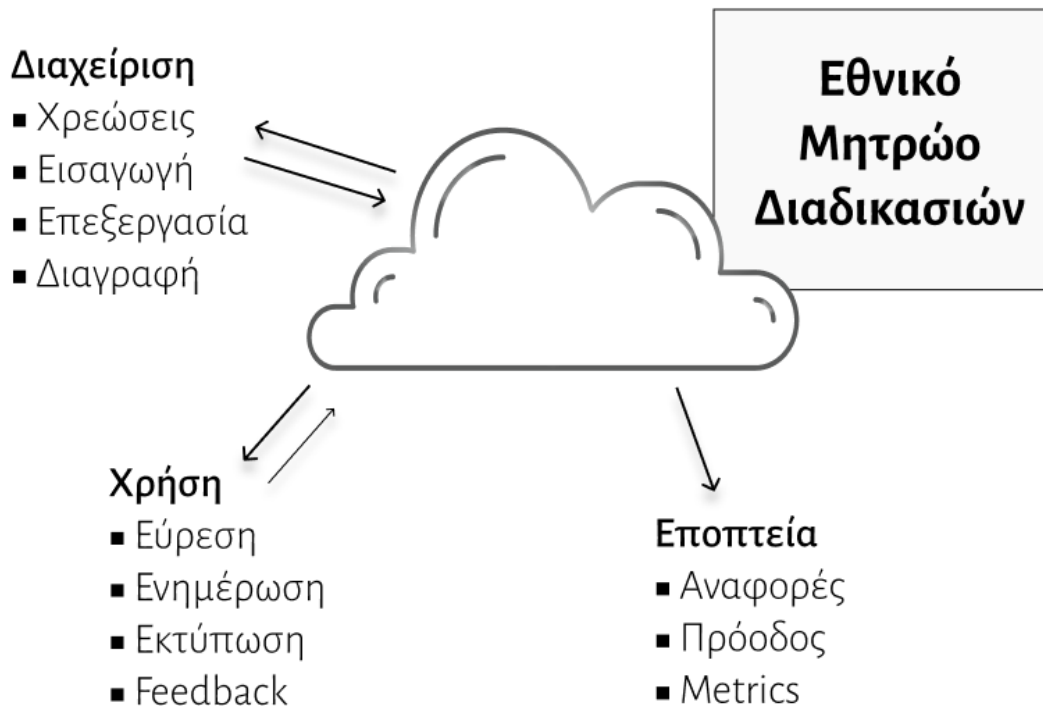 Διαχείριση
▪ Χρεώσεις
▪ Εισαγωγή
▪ Επεξεργασία
▪ Διαγραφή
Εθνικό
Μητρώο
Διαδικασιών
Χρήση
▪ Εύρεση
▪ Ενημέρωση
▪ Εκτύπωση
▪ Feedback
Εποπτεία
▪ Αναφορές
▪ Πρόοδος
▪ Metrics